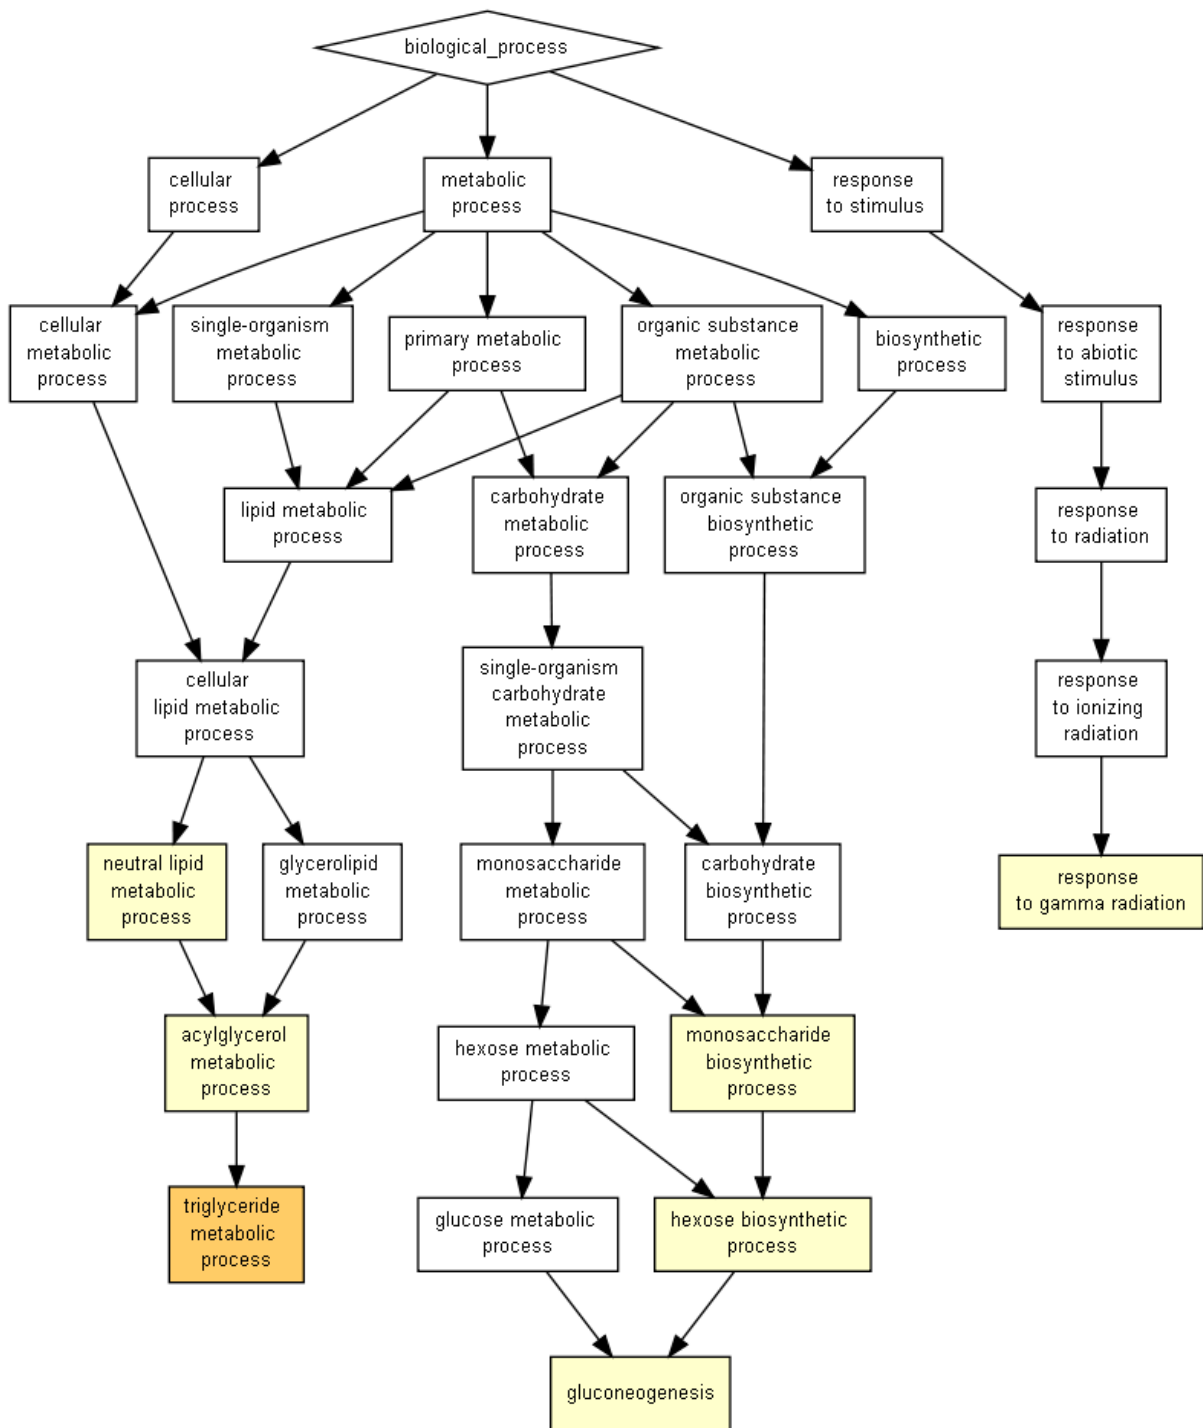 biological_process
cellular
process
metabolic
process
response
to stimulus
cellular
metabolic
process
single-organism
metabolic
process
primary metabolic
process
organic substance
metabolic
process
biosynthetic
process
response
to abiotic
stimulus
lipid metabolic
process
carbohydrate
metabolic
process
organic substance
biosynthetic
process
response
to radiation
cellular
lipid metabolic
process
single-organism
carbohydrate
metabolic
process
response
to ionizing
radiation
neutral lipid
metabolic
process
glycerolipid
metabolic
process
monosaccharide
metabolic
process
carbohydrate
biosynthetic
process
response
to gamma radiation
acylglycerol
metabolic
process
hexose metabolic
process
monosaccharide
biosynthetic
process
triglyceride
metabolic
process
glucose metabolic
process
hexose biosynthetic
process
gluconeogenesis